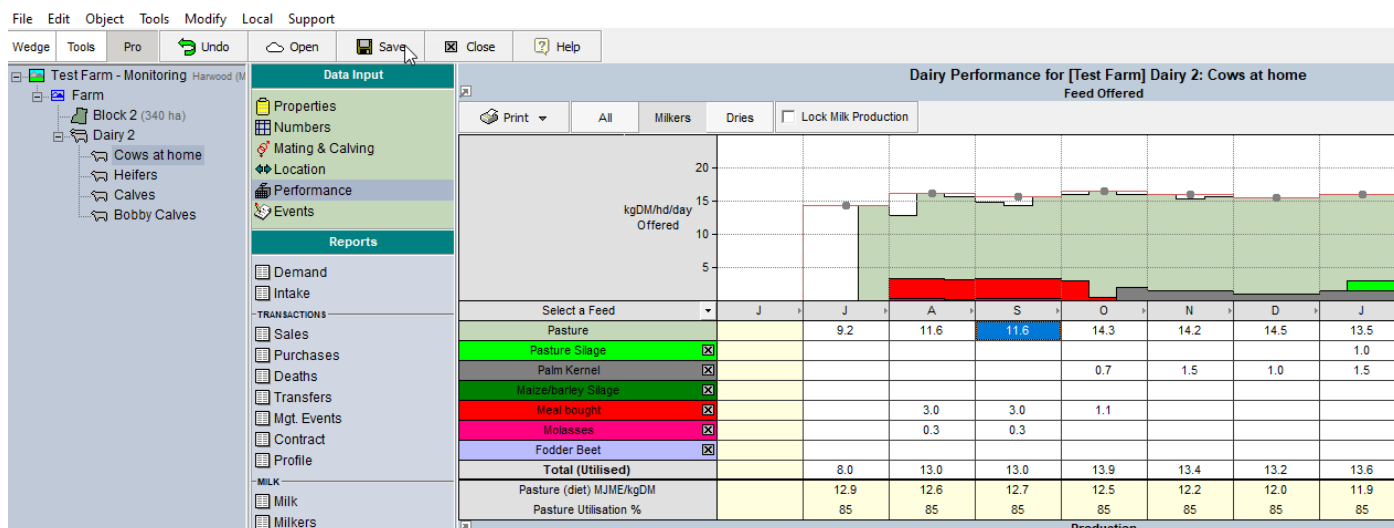 File Edit Object Tools Modify Local Support
Wedge Tools Pro Undo Open Save Close Help
Test Farm - Monitoring Harwood (M
Farm
Block 2 (340 ha)
Dairy 2
Cows at home
Heifers
Calves
Bobby Calves
Data Input
Properties
Numbers
Mating & Calving
Location
Performance
Events
Reports
Demand
Intake
TRANSACTIONS
Sales
Purchases
Deaths
Transfers
Mgt. Events
Contract
Profile
MILK
Milk
Milkers
Dairy Performance for [Test Farm] Dairy 2: Cows at home
Feed Offered
Print All Milkers Dries Lock Milk Production
20
kgDM/hd/day 15
Offered
10
5
Select a Feed J J A S O N D J
Pasture 9.2 11.6 11.6 14.3 14.2 14.5 13.5
Pasture Silage 1.0
Palm Kernel 0.7 1.5 1.0 1.5
Maize/barley Silage
Meal bought 3.0 3.0 1.1
Molasses 0.3 0.3
Fodder Beet
Total (Utilised) 8.0 13.0 13.0 13.9 13.4 13.2 13.6
Pasture (diet) MJME/kgDM 12.9 12.6 12.7 12.5 12.2 12.0 11.9
Pasture Utilisation % 85 85 85 85 85 85 85
Production